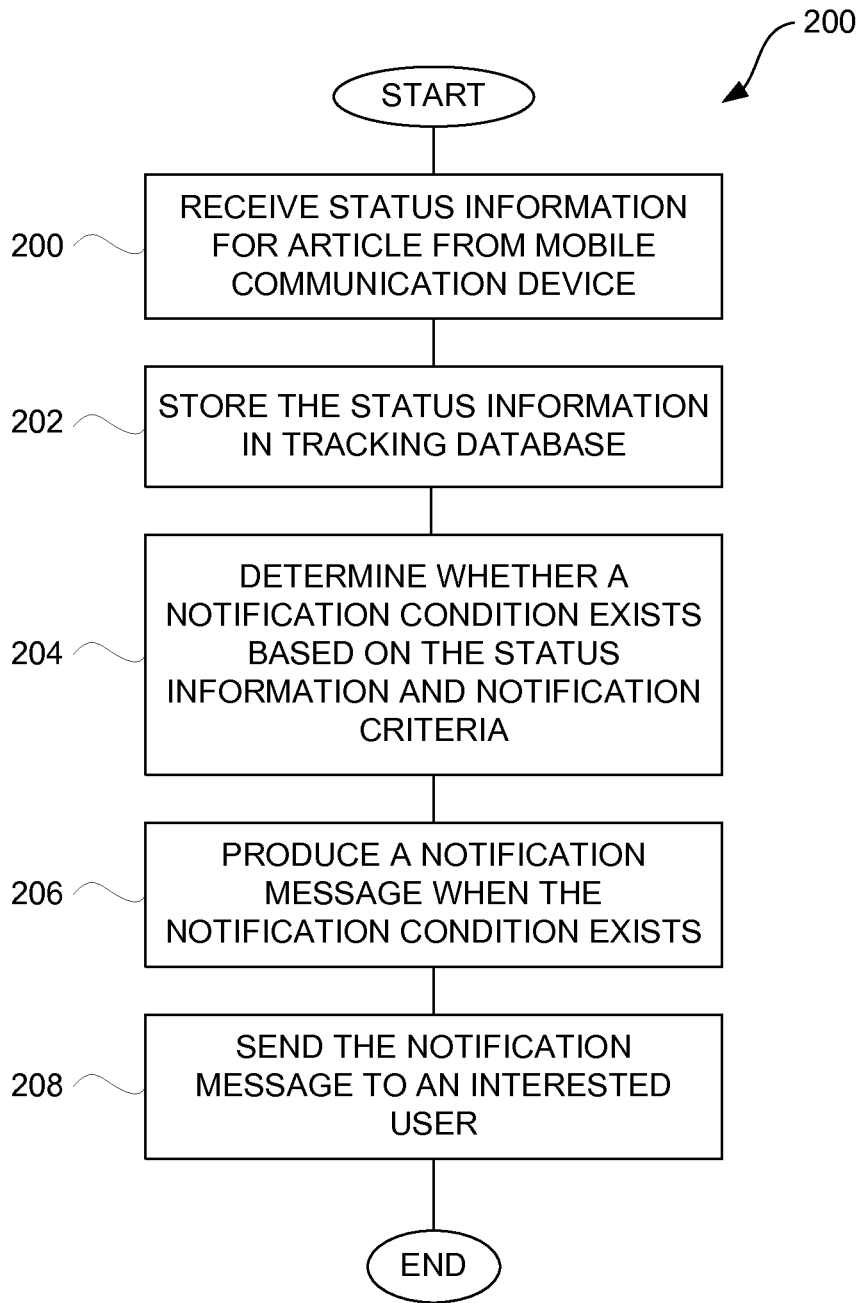 200
START
200
RECEIVE STATUS INFORMATION
FOR ARTICLE FROM MOBILE
COMMUNICATION DEVICE
202
STORE THE STATUS INFORMATION
IN TRACKING DATABASE
204
DETERMINE WHETHER A
NOTIFICATION CONDITION EXISTS
BASED ON THE STATUS
INFORMATION AND NOTIFICATION
CRITERIA
206
PRODUCE A NOTIFICATION
MESSAGE WHEN THE
NOTIFICATION CONDITION EXISTS
208
SEND THE NOTIFICATION
MESSAGE TO AN INTERESTED
USER
END